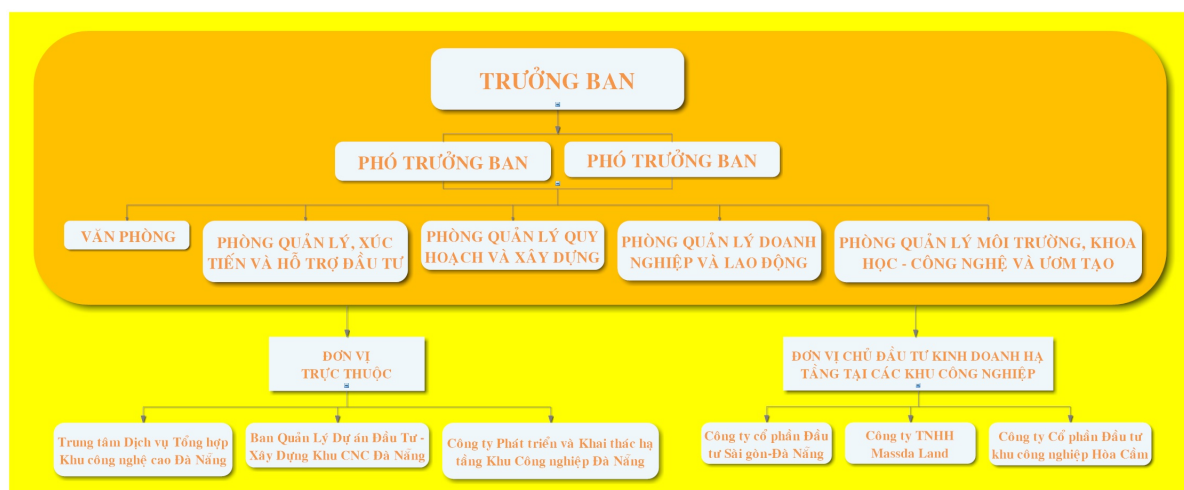 TRƯỞNG BAN
PHÓ TRƯỞNG BAN
PHÓ TRƯỞNG BAN
VĂN PHÒNG
PHÒNG QUẢN LÝ, XÚC
TIẾN VÀ HỖ TRỢ ĐẦU TƯ
PHÒNG QUẢN LÝ QUY
HOẠCH VÀ XÂY DỰNG
PHÒNG QUẢN LÝ DOANH
NGHIỆP VÀ LAO ĐỘNG
PHÒNG QUẢN LÝ MÔI TRƯỜNG, KHOA
HỌC - CÔNG NGHỆ VÀ ƯƠM TẠO
ĐƠN VỊ
TRỰC THUỘC
ĐƠN VỊ CHỦ ĐẦU TƯ KINH DOANH HẠ
TẦNG TẠI CÁC KHU CÔNG NGHIỆP
Trung tâm Dịch vụ Tổng hợp
Khu công nghệ cao Đà Nẵng
Ban Quản Lý Dự án Đầu Tư -
Xây Dựng Khu CNC Đà Nẵng
Công ty Phát triển và Khai thác hạ
tầng Khu Công nghiệp Đà Nẵng
Công ty cổ phần Đầu
tư Sài gòn-Đà Nẵng
Công ty TNHH
Massda Land
Công ty Cổ phần Đầu tư
khu công nghiệp Hòa Cầm